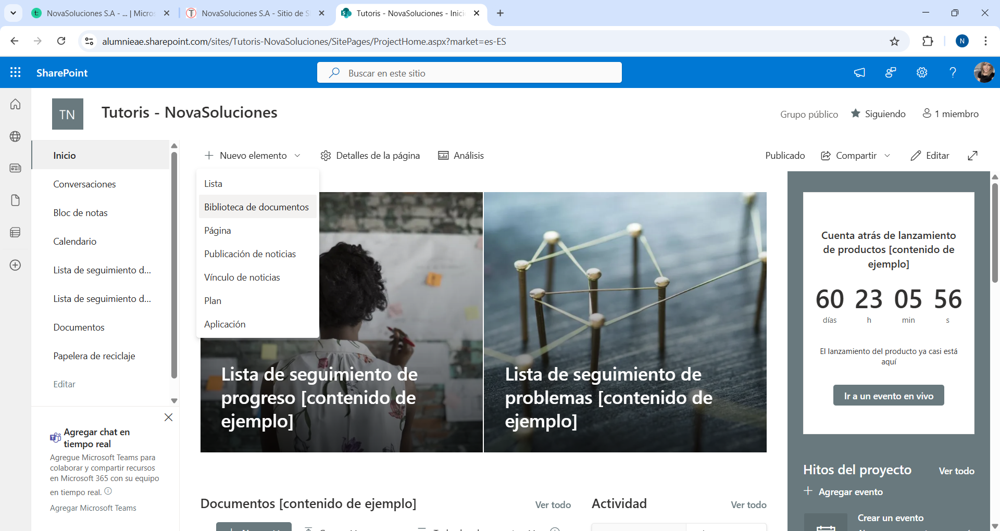 NovaSoluciones S.A - ... | Micros
NovaSoluciones S.A - Sitio de S
Tutoris - NovaSoluciones - Inici
alumnieae.sharepoint.com/sites/Tutoris-NovaSoluciones/SitePages/ProjectHome.aspx?market=es-ES
N
SharePoint
Buscar en este sitio
TN
Tutoris - NovaSoluciones
Grupo público
Siguiendo
1 miembro
Inicio
Conversaciones
Bloc de notas
Calendario
Lista de seguimiento d...
Lista de seguimiento d...
Documentos
Papelera de reciclaje
Editar
Agregar chat en
tiempo real
Agregue Microsoft Teams para
colaborar y compartir recursos
en Microsoft 365 con su equipo
en tiempo real.
Agregar Microsoft Teams
Nuevo elemento
Detalles de la página
Análisis
Publicado
Compartir
Editar
Lista
Biblioteca de documentos
Página
Publicación de noticias
Vínculo de noticias
Plan
Aplicación
Lista de seguimiento de
progreso [contenido de
ejemplo]
Lista de seguimiento de
problemas [contenido de
ejemplo]
Cuenta atrás de lanzamiento
de productos [contenido de
ejemplo]
60 23 05 56
días h min s
El lanzamiento del producto ya casi está
aquí
Ir a un evento en vivo
Hitos del proyecto
Ver todo
Agregar evento
Crear un evento
Documentos [contenido de ejemplo]
Ver todo
Actividad
Ver todo